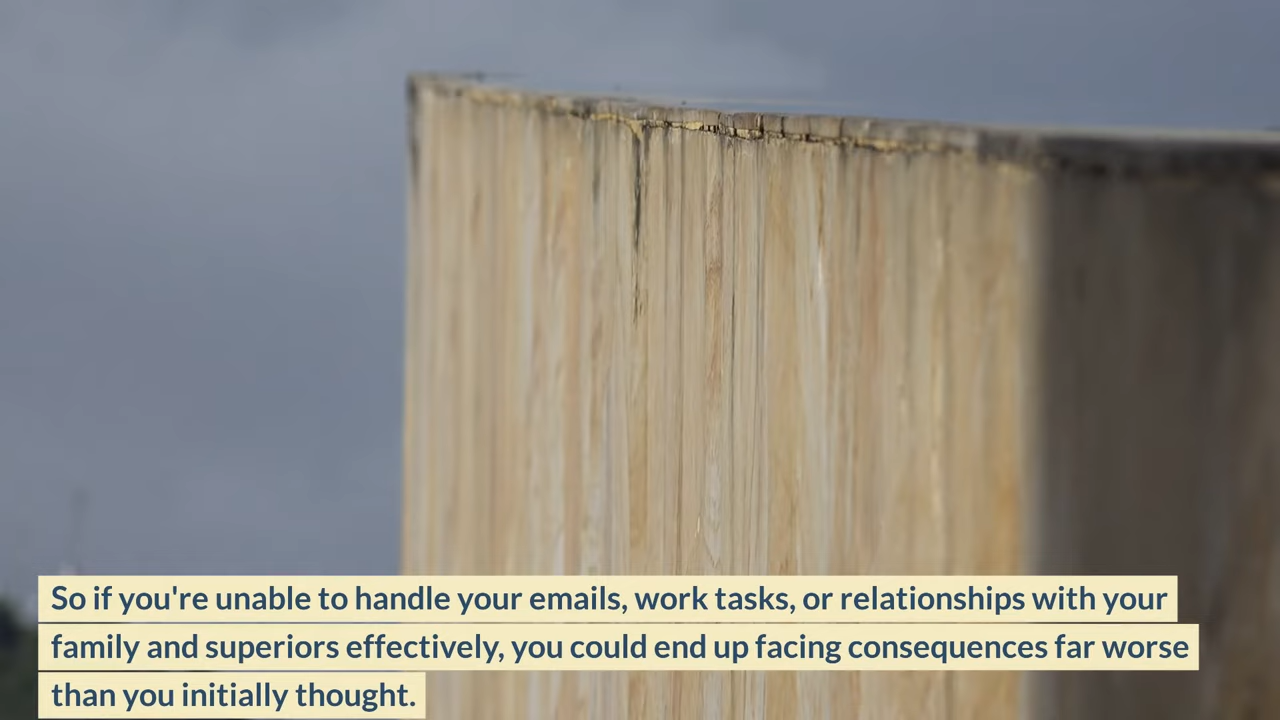 So if you're unable to handle your emails, work tasks, or relationships with your
family and superiors effectively, you could end up facing consequences far worse
than you initially thought.